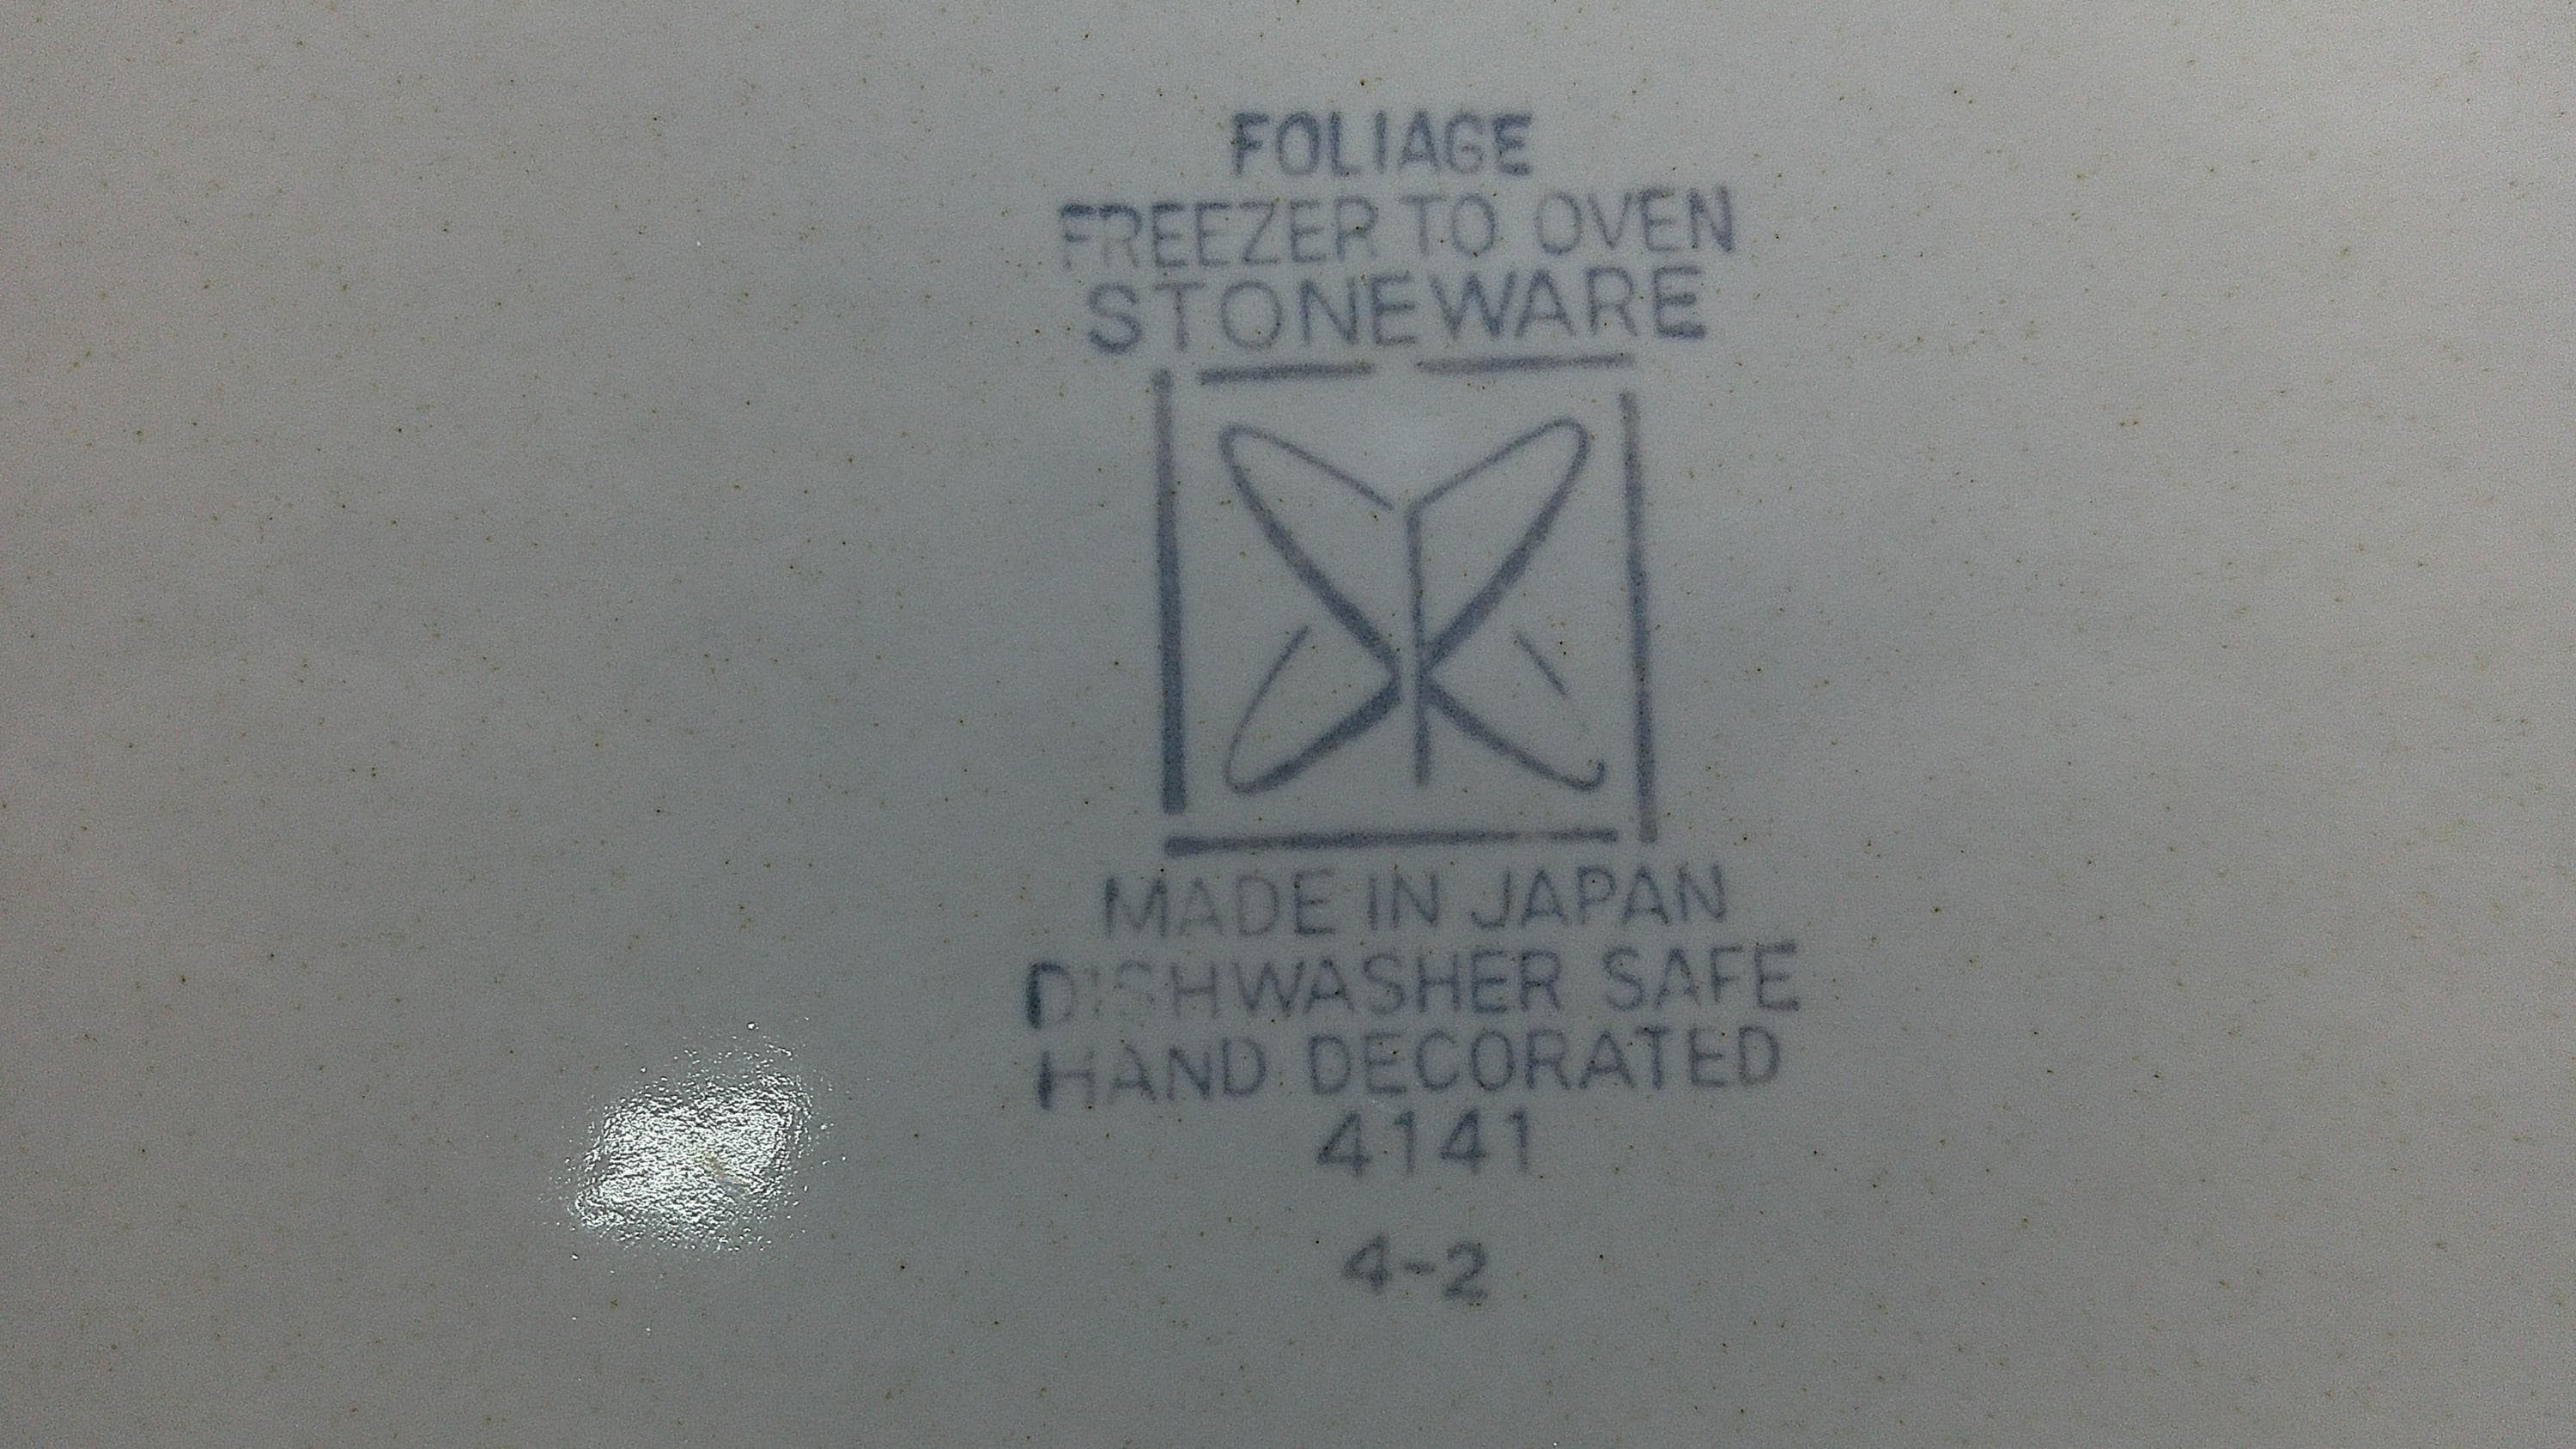 FOLIAGE
FREEZER TO OVEN
STONEWARE
MADE IN JAPAN
DISHWASHER SAFE
HAND DECORATED
4141
4-2